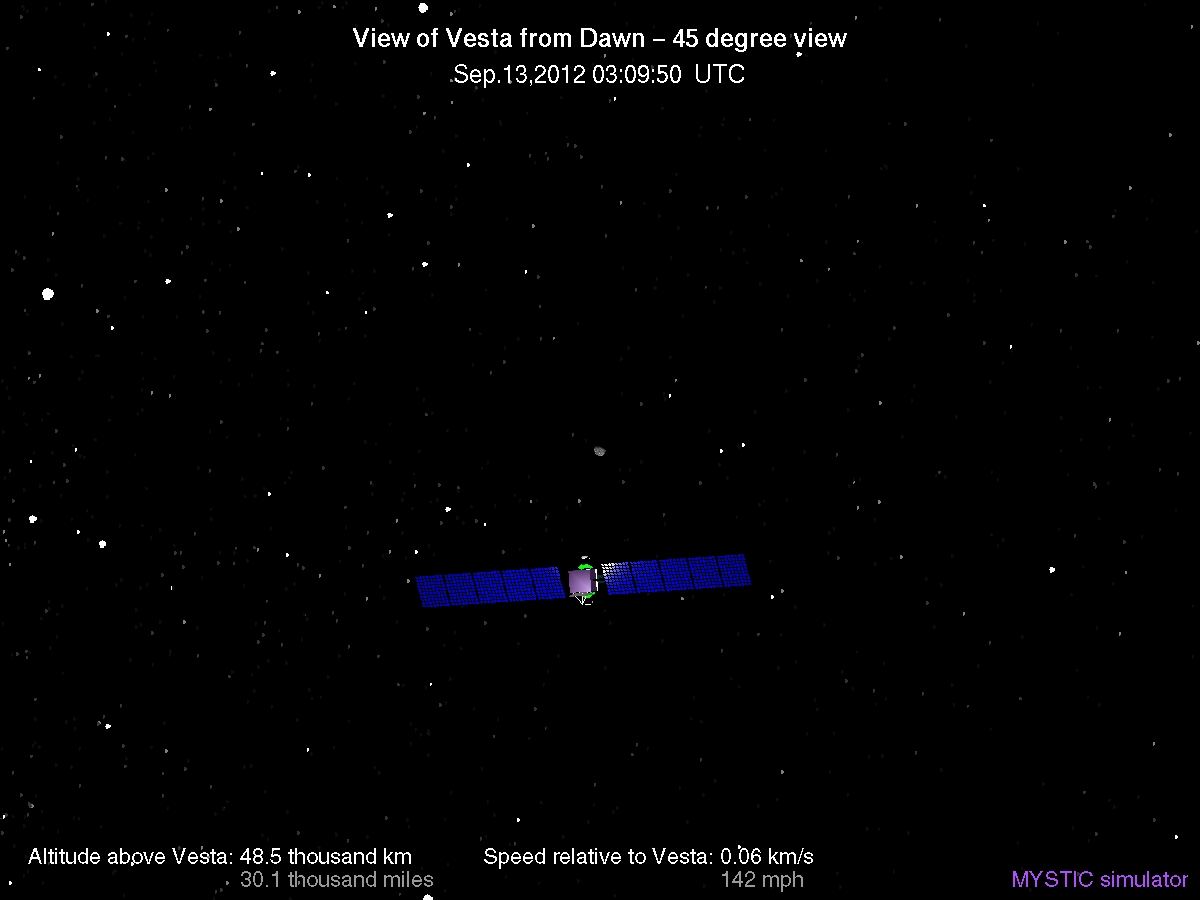 View of Vesta from Dawn – 45 degree view
Sep.13,2012 03:09:50 UTC
Altitude above Vesta: 48.5 thousand km
30.1 thousand miles
Speed relative to Vesta: 0.06 km/s
142 mph
MYSTIC simulator